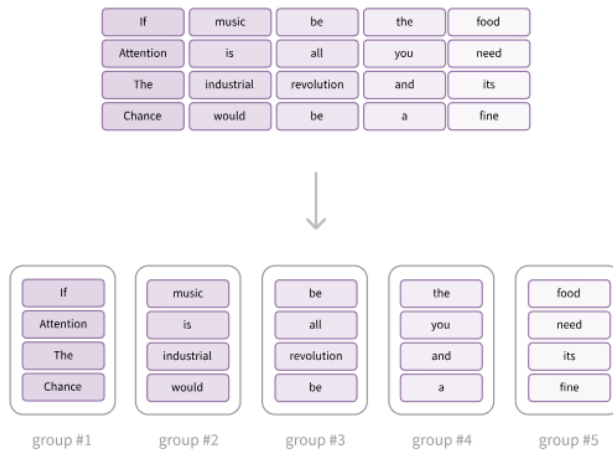 If music be the food
Attention is all you need
The industrial revolution and its
Chance would be a fine
If music be the food
Attention is all you need
The industrial revolution and its
Chance would be a fine
group #1 group #2 group #3 group #4 group #5